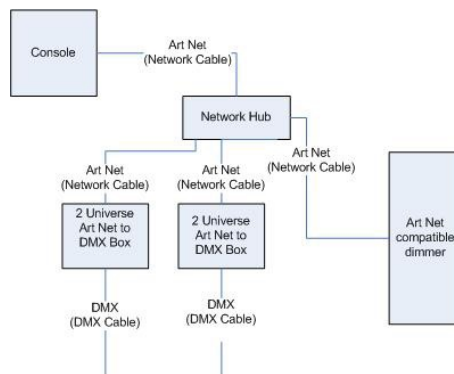 Console
Art Net
(Network Cable)
Network Hub
Art Net
(Network Cable)
Art Net
(Network Cable)
Art Net
(Network Cable)
2 Universe
Art Net to
DMX Box
2 Universe
Art Net to
DMX Box
Art Net
compatible
dimmer
DMX
(DMX Cable)
DMX
(DMX Cable)